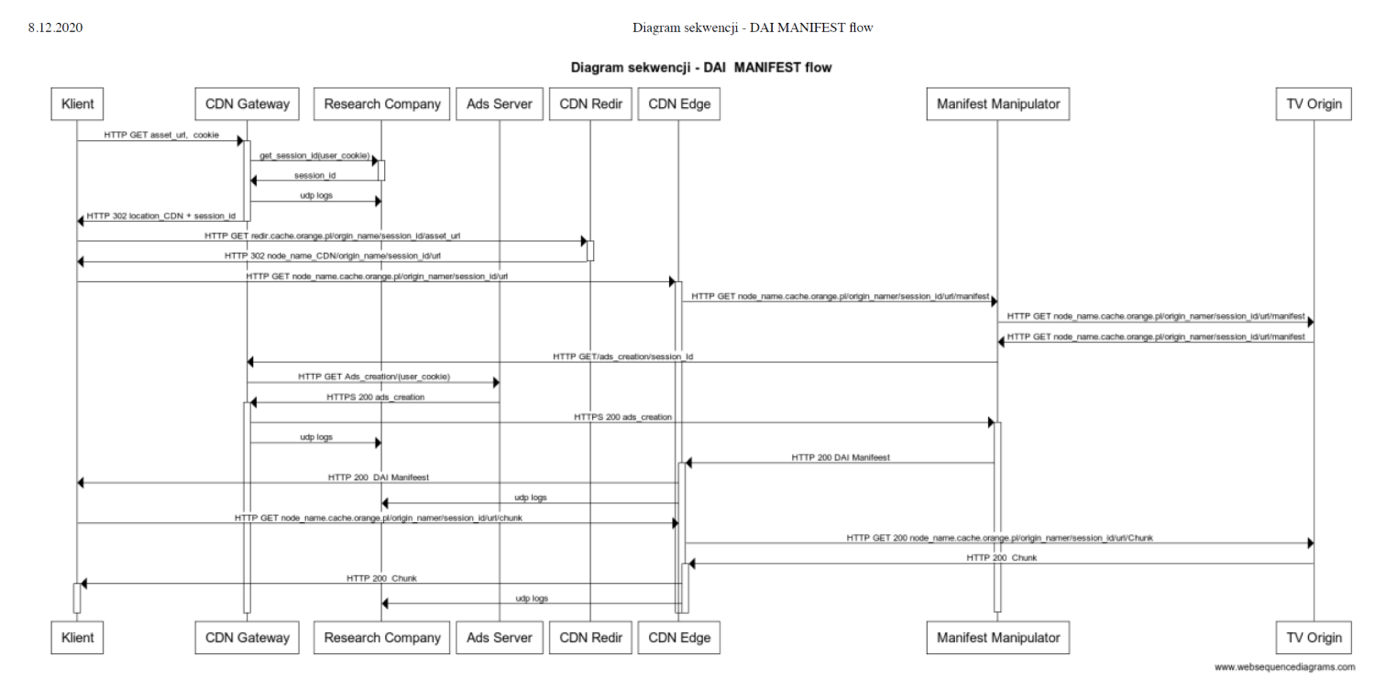 8.12.2020 Diagram sekwencji - DAI MANIFEST flow
Diagram sekwencji - DAI MANIFEST flow
Klient CDN Gateway Research Company Ads Server CDN Redir CDN Edge Manifest Manipulator TV Origin
HTTP GET asset_url, cookie
get_session_id(user_cookie)
session_id
udp logs
HTTP 302 location_CDN + session_id
HTTP GET redir.cache.orange.pl/orgin_name/session_id/asset_url
HTTP 302 node_name_CDN/origin_name/session_id/url
HTTP GET node_name.cache.orange.pl/origin_namer/session_id/url
HTTP GET node_name.cache.orange.pl/origin_namer/session_id/url/manifest
HTTP GET node_name.cache.orange.pl/origin_namer/session_id/url/manifest
HTTP GET node_name.cache.orange.pl/origin_namer/session_id/url/manifest
HTTP GET/ads_creation/session_id
HTTP GET Ads_creation/(user_cookie)
HTTPS 200 ads_creation
HTTPS 200 ads_creation
udp logs
HTTP 200 DAI Manifeest
HTTP 200 DAI Manifeest
udp logs
HTTP GET node_name.cache.orange.pl/origin_namer/session_id/url/chunk
HTTP GET 200 node_name.cache.orange.pl/origin_namer/session_id/url/Chunk
HTTP 200 Chunk
HTTP 200 Chunk
udp logs
Klient CDN Gateway Research Company Ads Server CDN Redir CDN Edge Manifest Manipulator TV Origin
www.websequencediagrams.com